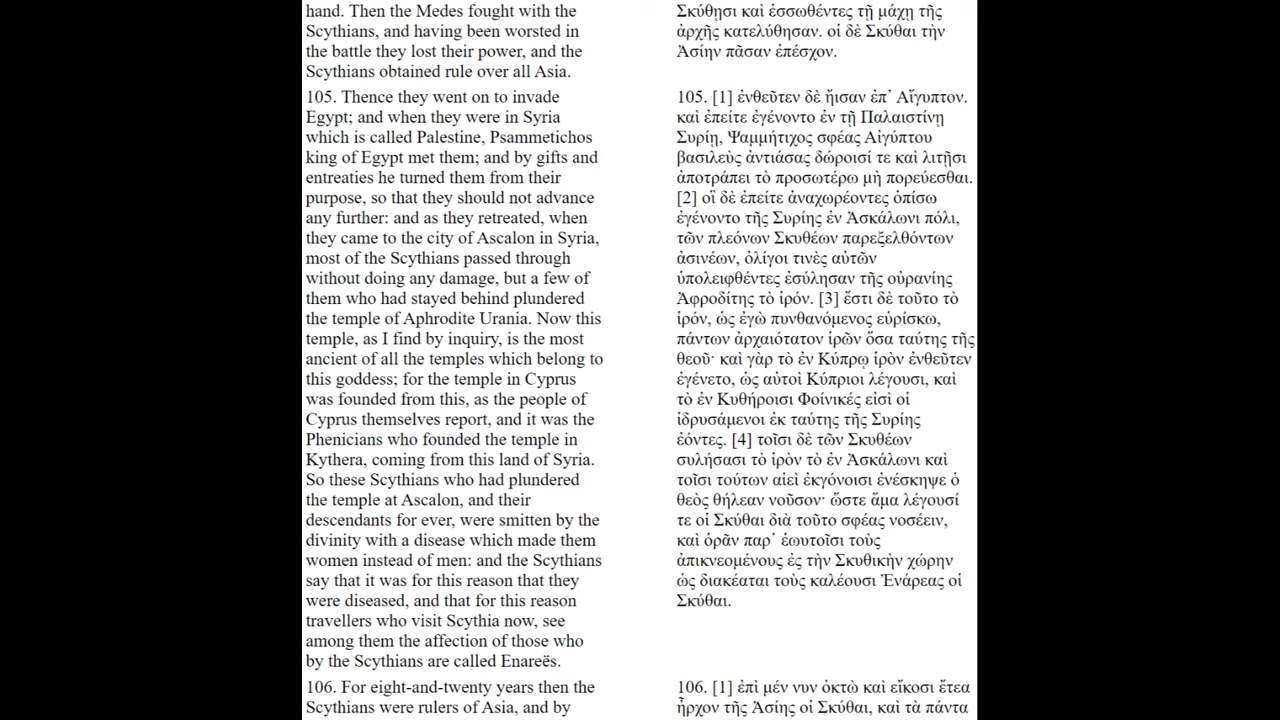 hand. Then the Medes fought with the
Scythians, and having been worsted in
the battle they lost their power, and the
Scythians obtained rule over all Asia.
105. Thence they went on to invade
Egypt; and when they were in Syria
which is called Palestine, Psammetichos
king of Egypt met them; and by gifts and
entreaties he turned them from their
purpose, so that they should not advance
any further: and as they retreated, when
they came to the city of Ascalon in Syria,
most of the Scythians passed through
without doing any damage, but a few of
them who had stayed behind plundered
the temple of Aphrodite Urania. Now this
temple, as I find by inquiry, is the most
ancient of all the temples which belong to
this goddess; for the temple in Cyprus
was founded from this, as the people of
Cyprus themselves report, and it was the
Phenicians who founded the temple in
Kythera, coming from this land of Syria.
So these Scythians who had plundered
the temple at Ascalon, and their
descendants for ever, were smitten by the
divinity with a disease which made them
women instead of men: and the Scythians
say that it was for this reason that they
were diseased, and that for this reason
travellers who visit Scythia now, see
among them the affection of those who
by the Scythians are called Enareës.
106. For eight-and-twenty years then the
Scythians were rulers of Asia, and by
Σκύθῃσι καὶ ἑσσωθέντες τῇ μάχῃ τῆς
ἀρχῆς κατελύθησαν. οἱ δὲ Σκύθαι τὴν
Ἀσίην πᾶσαν ἐπέσχον.
105. [1] ἐνθεῦτεν δὲ ἤισαν ἐπ᾽ Αἴγυπτον.
καὶ ἐπείτε ἐγένοντο ἐν τῇ Παλαιστίνῃ
Συρίῃ, Ψαμμήτιχος σφέας Αἰγύπτου
βασιλεὺς ἀντιάσας δώροισί τε καὶ λιτῇσι
ἀποτράπει τὸ προσωτέρω μὴ πορεύεσθαι.
[2] οἳ δὲ ἐπείτε ἀναχωρέοντες ὀπίσω
ἐγένοντο τῆς Συρίης ἐν Ἀσκάλωνι πόλι,
τῶν πλεόνων Σκυθέων παρεξελθόντων
ἀσινέων, ὀλίγοι τινὲς αὐτῶν
ὑπολειφθέντες ἐσύλησαν τῆς οὐρανίης
Ἀφροδίτης τὸ ἱρόν. [3] ἔστι δὲ τοῦτο τὸ
ἱρόν, ὡς ἐγὼ πυνθανόμενος εὑρίσκω,
πάντων ἀρχαιότατον ἱρῶν ὅσα ταύτης τῆς
θεοῦ· καὶ γὰρ τὸ ἐν Κύπρῳ ἱρὸν ἐνθεῦτεν
ἐγένετο, ὡς αὐτοὶ Κύπριοι λέγουσι, καὶ
τὸ ἐν Κυθήροισι Φοίνικές εἰσὶ οἱ
ἱδρυσάμενοι ἐκ ταύτης τῆς Συρίης
ἐόντες. [4] τοῖσι δὲ τῶν Σκυθέων
συλήσασι τὸ ἱρὸν τὸ ἐν Ἀσκάλωνι καὶ
τοῖσι τούτων αἰεὶ ἐκγόνοισι ἐνέσκηψε ὁ
θεὸς θήλεαν νοῦσον· ὥστε ἅμα λέγουσί
τε οἱ Σκύθαι διὰ τοῦτο σφέας νοσέειν,
καὶ ὁρᾶν παρ᾽ ἑωυτοῖσι τοὺς
ἀπικνεομένους ἐς τὴν Σκυθικὴν χώρην
ὡς διακέαται τοὺς καλέουσι Ἐνάρεας οἱ
Σκύθαι.
106. [1] ἐπὶ μέν νυν ὀκτὼ καὶ εἴκοσι ἔτεα
ἦρχον τῆς Ἀσίης οἱ Σκύθαι, καὶ τὰ πάντα